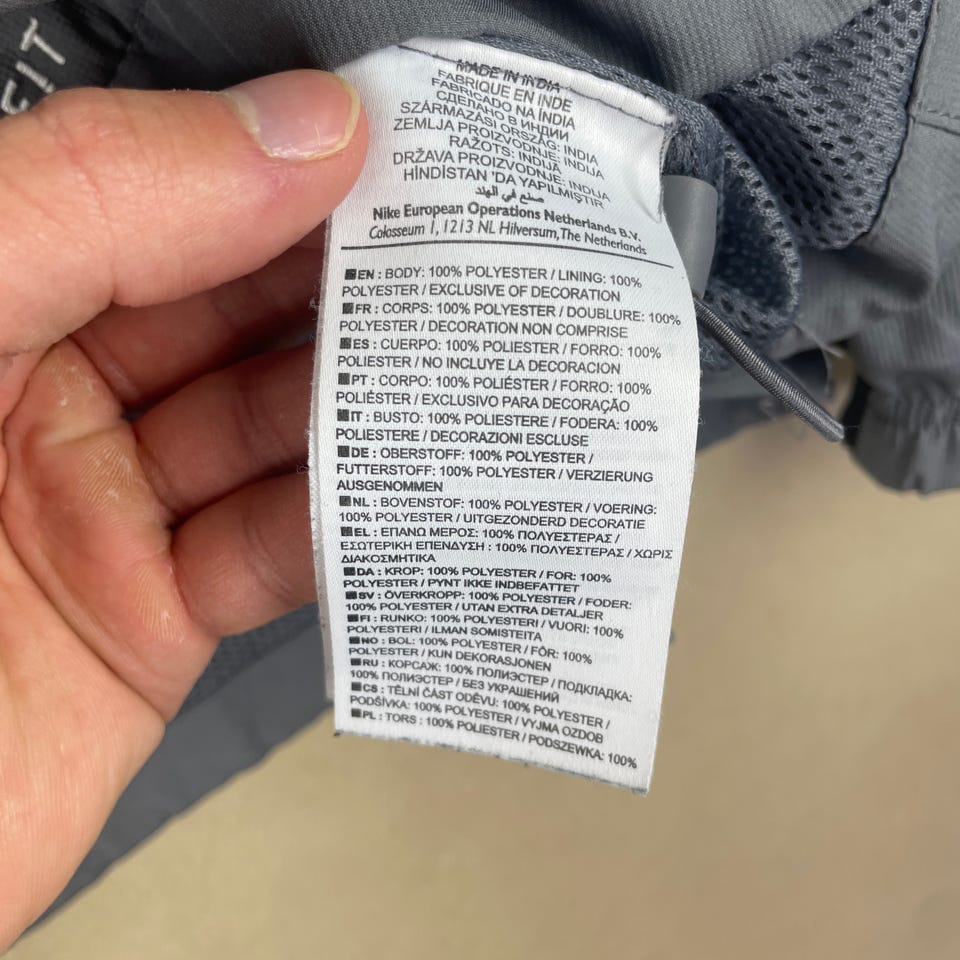 FIT
MADE IN INDIA
FABRIQUE EN INDE
FABRICADO NA ÍNDIA
СДЕЛАНО В ИНДИИ
SZÁRMAZÁSI ORSZÁG: INDIA
ZEMLJA PROIZVODNJE: INDIJA
RAŽOTS: INDIJĀ
DRŽAVA PROIZVODNJE: INDIJA
HİNDİSTAN 'DA YAPILMIŞTIR
صنع في الهند
Nike European Operations Netherlands B.V.
Colosseum 1, 1213 NL Hilversum, The Netherlands
EN : BODY: 100% POLYESTER / LINING: 100%
POLYESTER / EXCLUSIVE OF DECORATION
FR : CORPS: 100% POLYESTER / DOUBLURE: 100%
POLYESTER / DECORATION NON COMPRISE
ES : CUERPO: 100% POLIÉSTER / FORRO: 100%
POLIESTER / NO INCLUYE LA DECORACION
PT : CORPO: 100% POLIÉSTER / FORRO: 100%
POLIÉSTER / EXCLUSIVO PARA DECORAÇÃO
IT : BUSTO: 100% POLIESTERE / FODERA: 100%
POLIESTERE / DECORAZIONI ESCLUSE
DE : OBERSTOFF: 100% POLYESTER /
FUTTERSTOFF: 100% POLYESTER / VERZIERUNG
AUSGENOMMEN
NL : BOVENSTOF: 100% POLYESTER / VOERING:
100% POLYESTER / UITGEZONDERD DECORATIE
EL : ΕΠΑΝΩ ΜΕΡΟΣ: 100% ΠΟΛΥΕΣΤΕΡΑΣ /
ΕΣΩΤΕΡΙΚΗ ΕΠΕΝΔΥΣΗ : 100% ΠΟΛΥΕΣΤΕΡΑΣ / ΧΩΡΙΣ
ΔΙΑΚΟΣΜΗΤΙΚΑ
DA : KROP: 100% POLYESTER / FOR: 100%
POLYESTER / PYNT IKKE INDBEFATTET
SV : ÖVERKROPP: 100% POLYESTER / FODER:
100% POLYESTER / UTAN EXTRA DETALJER
FI : RUNKO: 100% POLYESTERI / VUORI: 100%
POLYESTERI / ILMAN SOMISTEITA
NO : BOL: 100% POLYESTER / FÔR: 100%
POLYESTER / KUN DEKORASJONEN
RU : КОРСАЖ: 100% ПОЛИЭСТЕР / ПОДКЛАДКА:
100% ПОЛИЭСТЕР / БЕЗ УКРАШЕНИЙ
CS : TĚLNÍ ČÁST ODĚVU: 100% POLYESTER /
PODŠÍVKA: 100% POLYESTER / VYJMA OZDOB
PL : TORS : 100% POLIESTER / PODSZEWKA: 100%